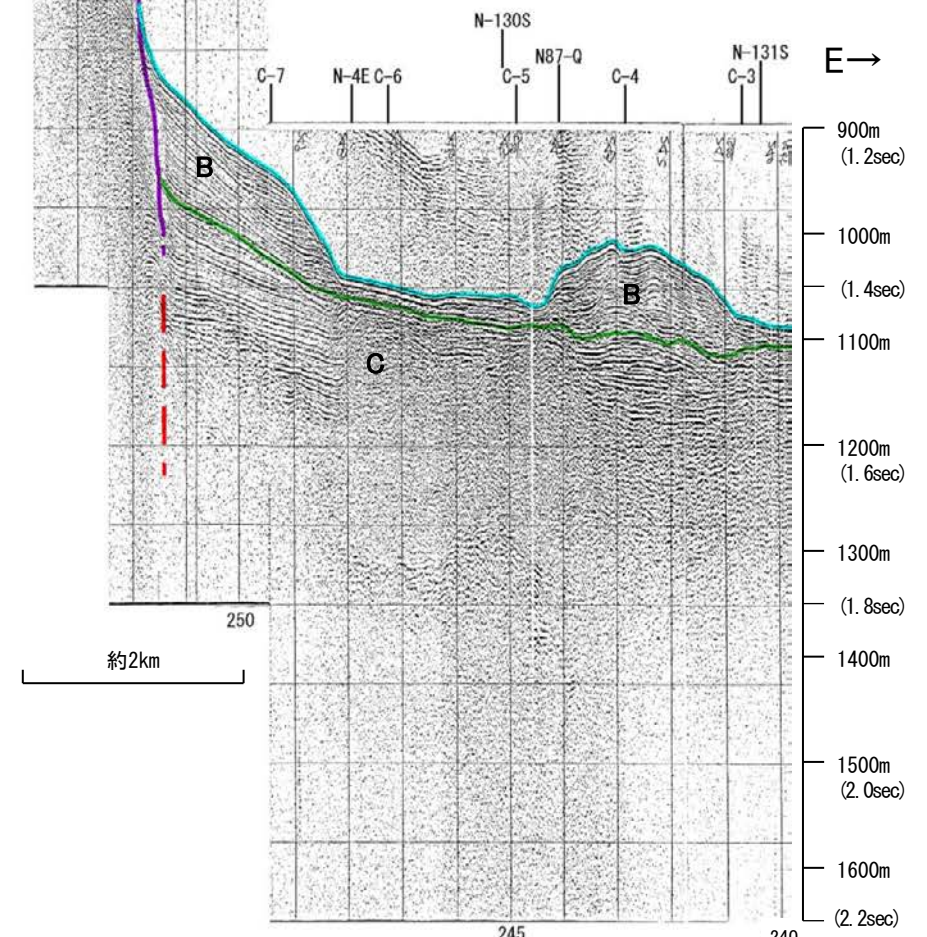 N-130S
N87-Q
N-131S
E→
C-7
N-4E
C-6
C-5
C-4
C-3
900m
(1.2sec)
B
1000m
(1.4sec)
B
1100m
C
1200m
(1.6sec)
1300m
(1.8sec)
250
約2km
1400m
1500m
(2.0sec)
1600m
(2.2sec)
245
240